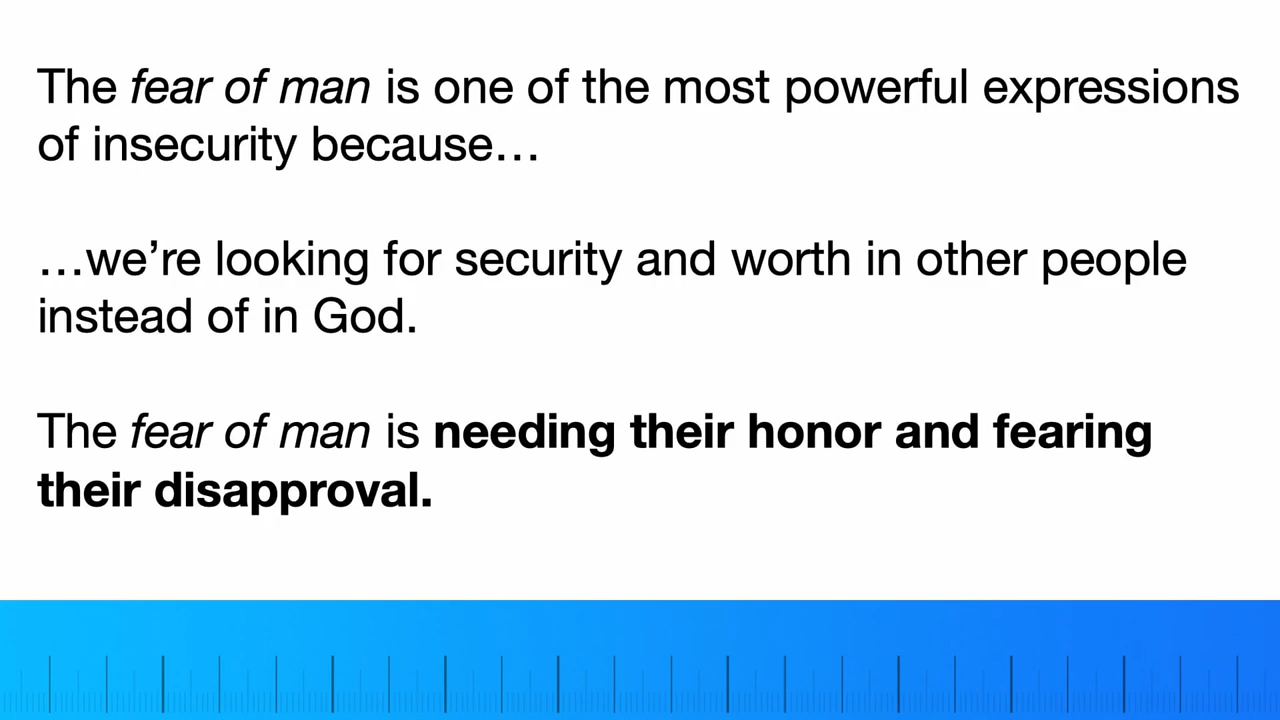 The fear of man is one of the most powerful expressions
of insecurity because…
…we’re looking for security and worth in other people
instead of in God.
The fear of man is needing their honor and fearing
their disapproval.